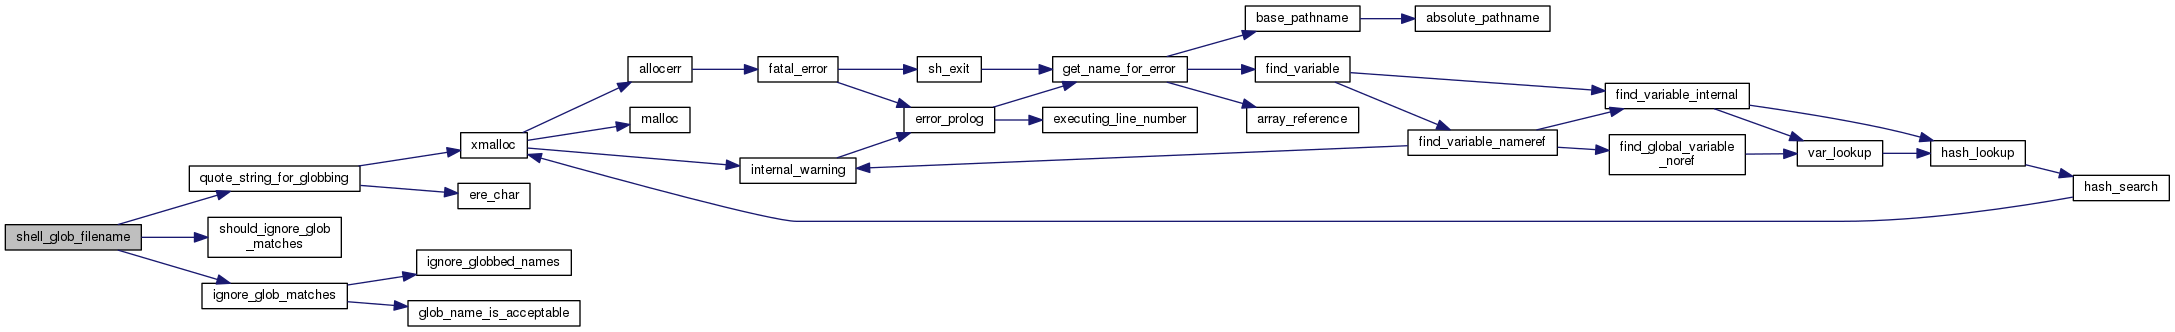 base_pathname
absolute_pathname
allocerr
fatal_error
sh_exit
get_name_for_error
find_variable
find_variable_internal
malloc
error_prolog
executing_line_number
array_reference
xmalloc
internal_warning
find_variable_nameref
find_global_variable
_noref
var_lookup
hash_lookup
quote_string_for_globbing
ere_char
hash_search
shell_glob_filename
should_ignore_glob
_matches
ignore_globbed_names
ignore_glob_matches
glob_name_is_acceptable